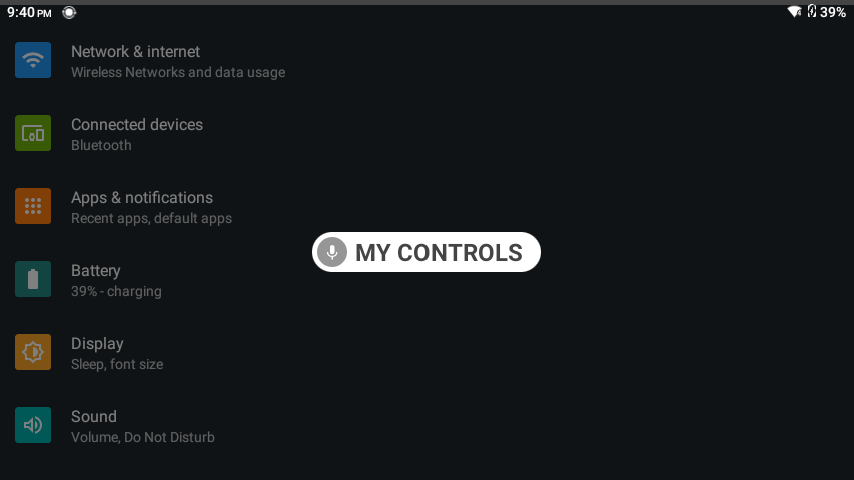 9:40 PM
39%
Network & internet
Wireless Networks and data usage
Connected devices
Bluetooth
Apps & notifications
Recent apps, default apps
MY CONTROLS
Battery
39% - charging
Display
Sleep, font size
Sound
Volume, Do Not Disturb